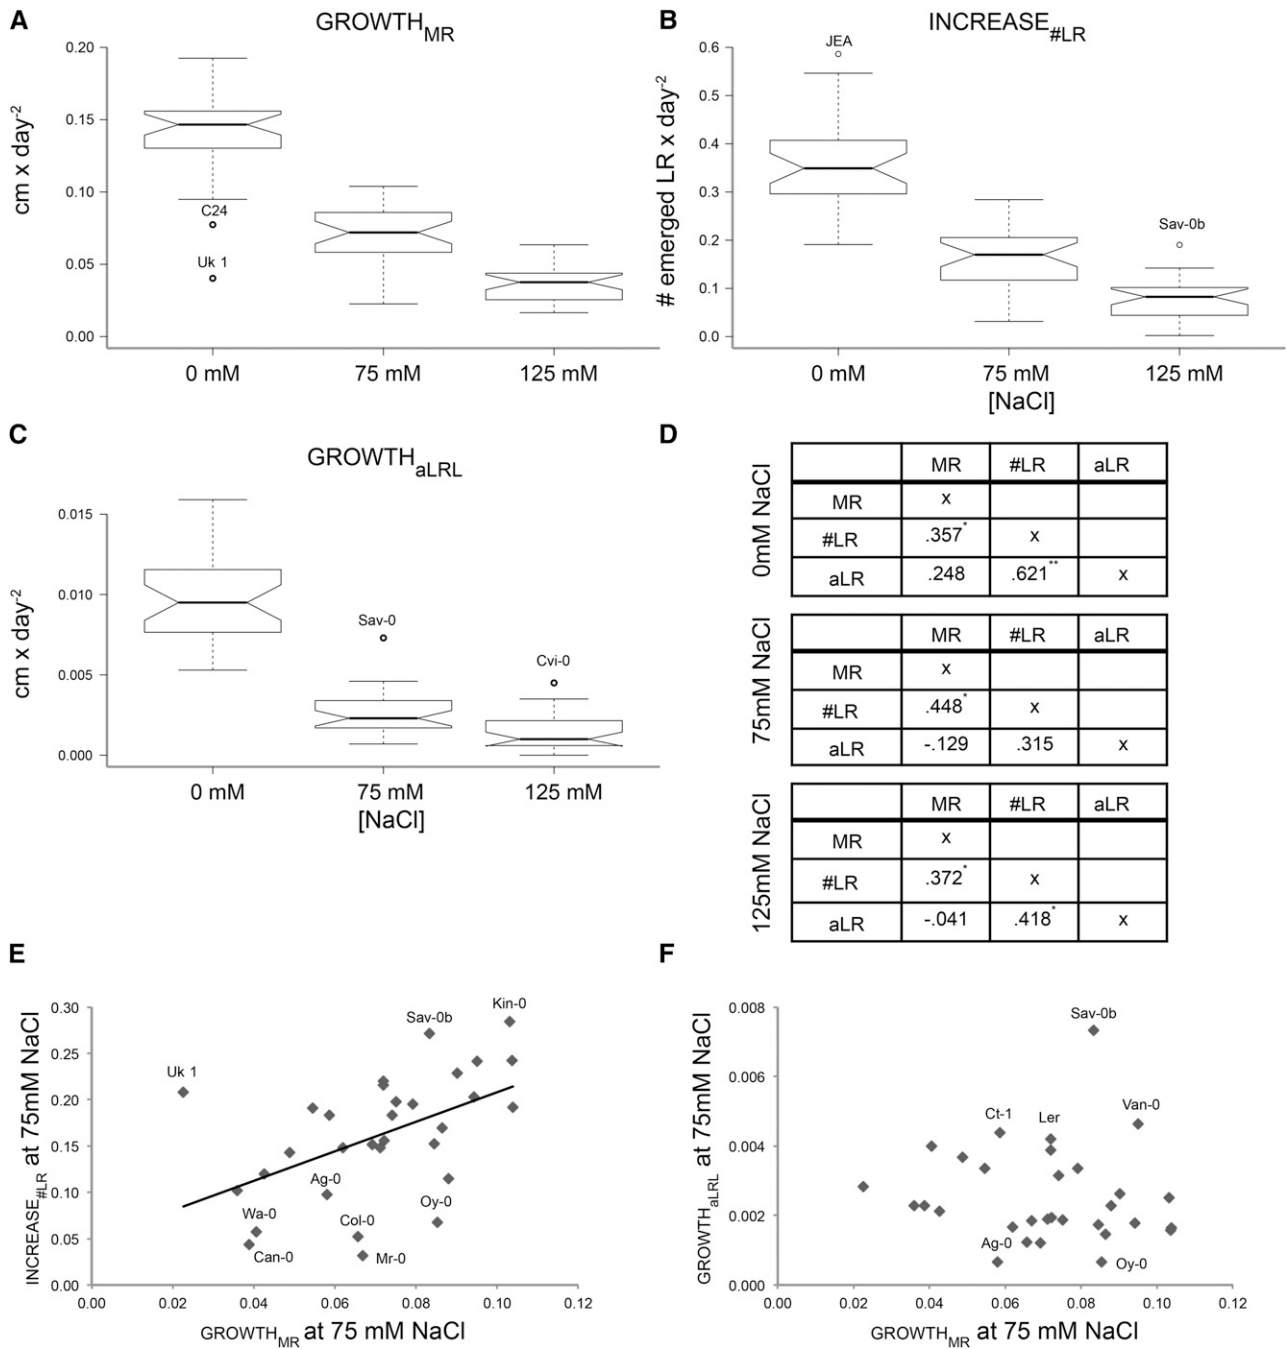 A
GROWTH MR
cm x day-2
0.20
0.15
0.10
0.05
0.00
C24
Uk 1
0 mM
75 mM
125 mM
B
INCREASE #LR
# emerged LR x day-2
0.6
0.5
0.4
0.3
0.2
0.1
0.0
JEA
Sav-0b
0 mM
75 mM
125 mM
[NaCl]
C
GROWTH aLRL
cm x day-2
0.015
0.010
0.005
0.000
Sav-0
Cvi-0
0 mM
75 mM
125 mM
[NaCl]
D
0mM NaCl
MR #LR aLR
MR x
#LR .357* x
aLR .248 .621** x
75mM NaCl
MR #LR aLR
MR x
#LR .448* x
aLR -.129 .315 x
125mM NaCl
MR #LR aLR
MR x
#LR .372* x
aLR -.041 .418* x
E
INCREASE #LR at 75mM NaCl
0.30
0.25
0.20
0.15
0.10
0.05
0.00
Kin-0
Sav-0b
Uk 1
Ag-0
Oy-0
Wa-0
Col-0
Can-0
Mr-0
0.00 0.02 0.04 0.06 0.08 0.10 0.12
GROWTH MR at 75 mM NaCl
F
GROWTH aLRL at 75mM NaCl
0.008
0.006
0.004
0.002
0.000
Sav-0b
Ct-1
Ler
Van-0
Ag-0
Oy-0
0.00 0.02 0.04 0.06 0.08 0.10 0.12
GROWTH MR at 75 mM NaCl